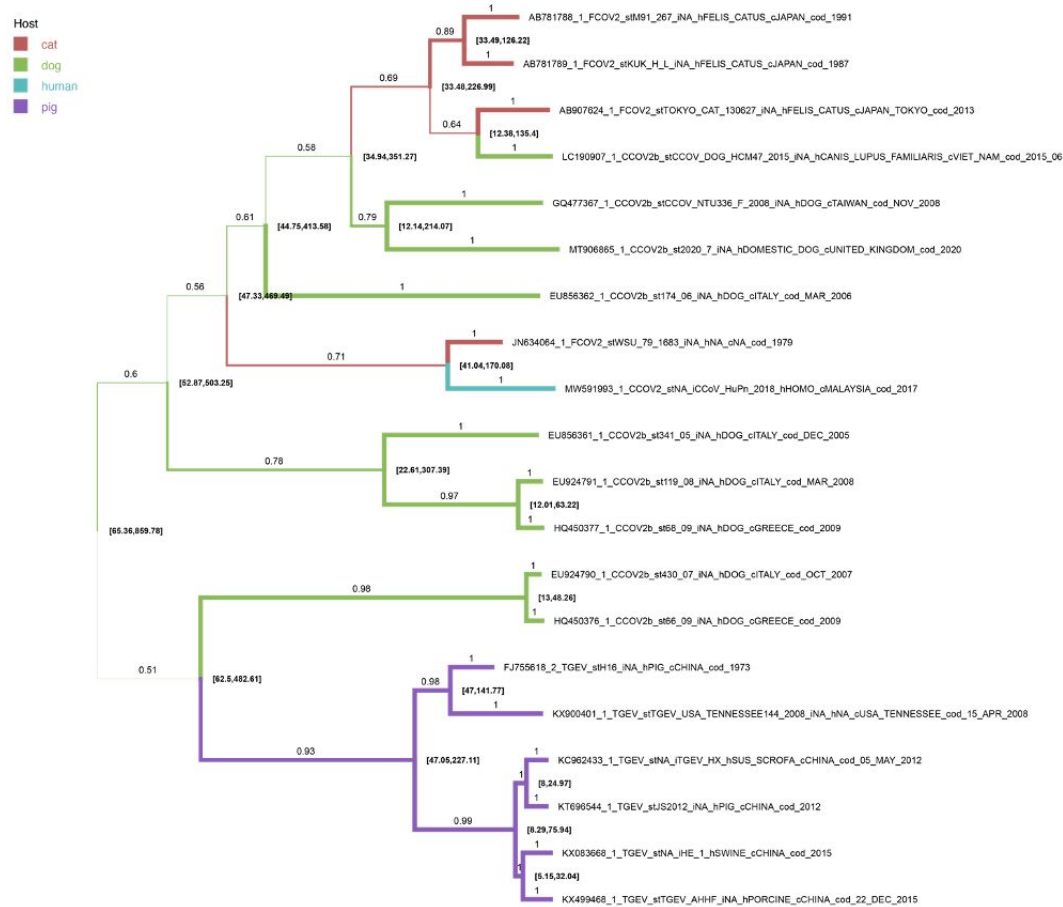 Host
cat
dog
human
pig
1
AB781788_1_FCOV2_stM91_267_iNA_hFELIS_CATUS_cJAPAN_cod_1991
0.89
[33.49,126.22]
1
AB781789_1_FCOV2_stKUK_H_L_iNA_hFELIS_CATUS_cJAPAN_cod_1987
0.69
[33.48,226.99]
1
AB907624_1_FCOV2_stTOKYO_CAT_130627_iNA_hFELIS_CATUS_cJAPAN_TOKYO_cod_2013
0.64
[12.38,135.4]
1
LC190907_1_CCOV2b_stCCOV_DOG_HCM47_2015_iNA_hCANIS_LUPUS_FAMILIARIS_cVIET_NAM_cod_2015_06
0.58
[34.94,351.27]
1
GQ477367_1_CCOV2b_stCCOV_NTU336_F_2008_iNA_hDOG_cTAIWAN_cod_NOV_2008
0.79
[12.14,214.07]
0.61
[44.75,413.58]
1
MT906865_1_CCOV2b_st2020_7_iNA_hDOMESTIC_DOG_cUNITED_KINGDOM_cod_2020
0.56
[47.33,469.49]
1
EU856362_1_CCOV2b_st174_06_iNA_hDOG_cITALY_cod_MAR_2006
1
JN634064_1_FCOV2_stWSU_79_1683_iNA_hNA_cNA_cod_1979
0.71
[41.04,170.08]
0.6
[52.87,503.25]
1
MW591993_1_CCOV2_stNA_iCCoV_HuPn_2018_hHOMO_cMALAYSIA_cod_2017
1
EU856361_1_CCOV2b_st341_05_iNA_hDOG_cITALY_cod_DEC_2005
0.78
[22.61,307.39]
1
EU924791_1_CCOV2b_st119_08_iNA_hDOG_cITALY_cod_MAR_2008
0.97
[12.01,63.22]
1
HQ450377_1_CCOV2b_st68_09_iNA_hDOG_cGREECE_cod_2009
[65.36,859.78]
1
EU924790_1_CCOV2b_st430_07_iNA_hDOG_cITALY_cod_OCT_2007
0.98
[13,48.26]
1
HQ450376_1_CCOV2b_st66_09_iNA_hDOG_cGREECE_cod_2009
0.51
[62.5,482.61]
1
FJ755618_2_TGEV_stH16_iNA_hPIG_cCHINA_cod_1973
0.98
[47,141.77]
1
KX900401_1_TGEV_stTGEV_USA_TENNESSEE144_2008_iNA_hNA_cUSA_TENNESSEE_cod_15_APR_2008
0.93
[47.05,227.11]
1
KC962433_1_TGEV_stNA_iTGEV_HX_hSUS_SCROFA_cCHINA_cod_05_MAY_2012
1
[8,24.97]
1
KT696544_1_TGEV_stJS2012_iNA_hPIG_cCHINA_cod_2012
0.99
[8.29,75.94]
1
KX083668_1_TGEV_stNA_iHE_1_hSWINE_cCHINA_cod_2015
1
[5.15,32.04]
1
KX499468_1_TGEV_stTGEV_AHHF_iNA_hPORCINE_cCHINA_cod_22_DEC_2015